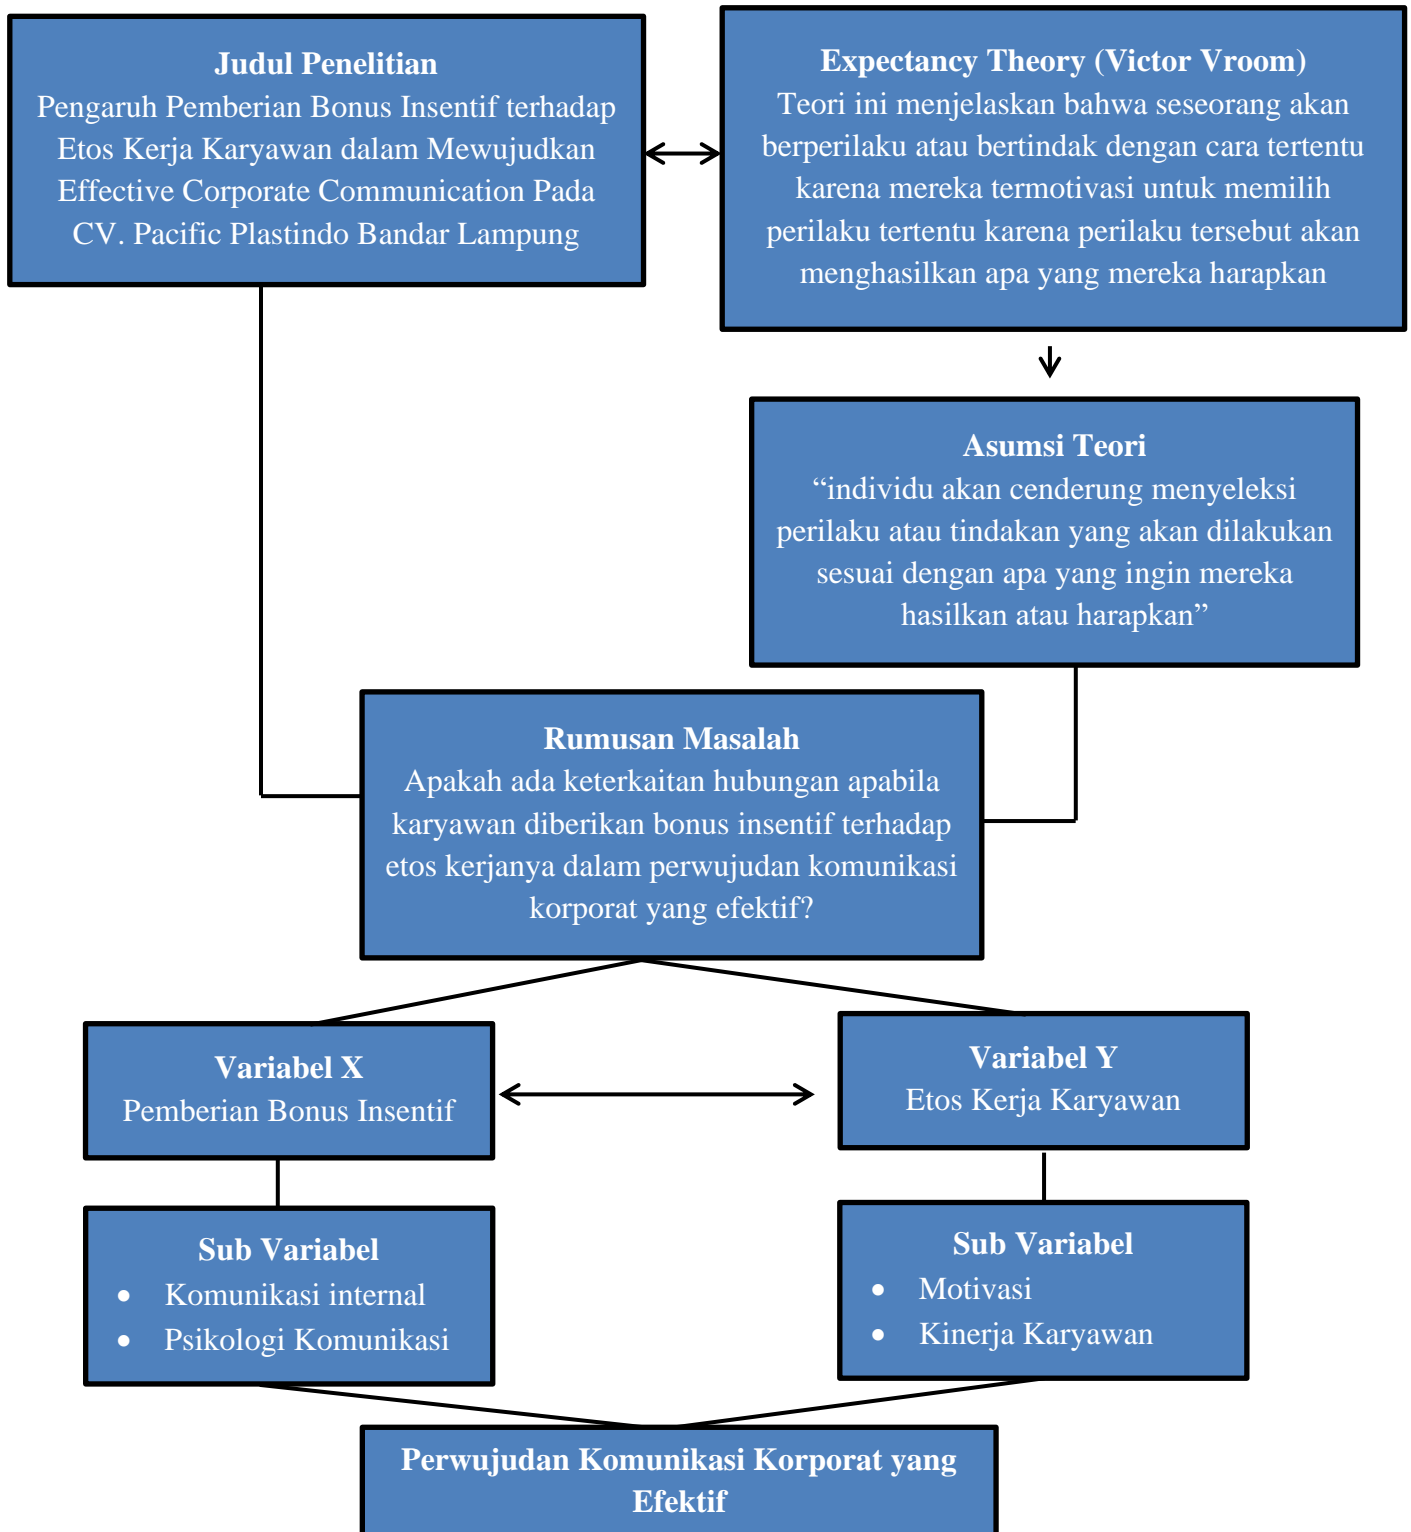 Judul Penelitian
Pengaruh Pemberian Bonus Insentif terhadap
Etos Kerja Karyawan dalam Mewujudkan
Effective Corporate Communication Pada
CV. Pacific Plastindo Bandar Lampung
Expectancy Theory (Victor Vroom)
Teori ini menjelaskan bahwa seseorang akan
berperilaku atau bertindak dengan cara tertentu
karena mereka termotivasi untuk memilih
perilaku tertentu karena perilaku tersebut akan
menghasilkan apa yang mereka harapkan
Asumsi Teori
“individu akan cenderung menyeleksi
perilaku atau tindakan yang akan dilakukan
sesuai dengan apa yang ingin mereka
hasilkan atau harapkan”
Rumusan Masalah
Apakah ada keterkaitan hubungan apabila
karyawan diberikan bonus insentif terhadap
etos kerjanya dalam perwujudan komunikasi
korporat yang efektif?
Variabel X
Pemberian Bonus Insentif
Variabel Y
Etos Kerja Karyawan
Sub Variabel
• Komunikasi internal
• Psikologi Komunikasi
Sub Variabel
• Motivasi
• Kinerja Karyawan
Perwujudan Komunikasi Korporat yang
Efektif